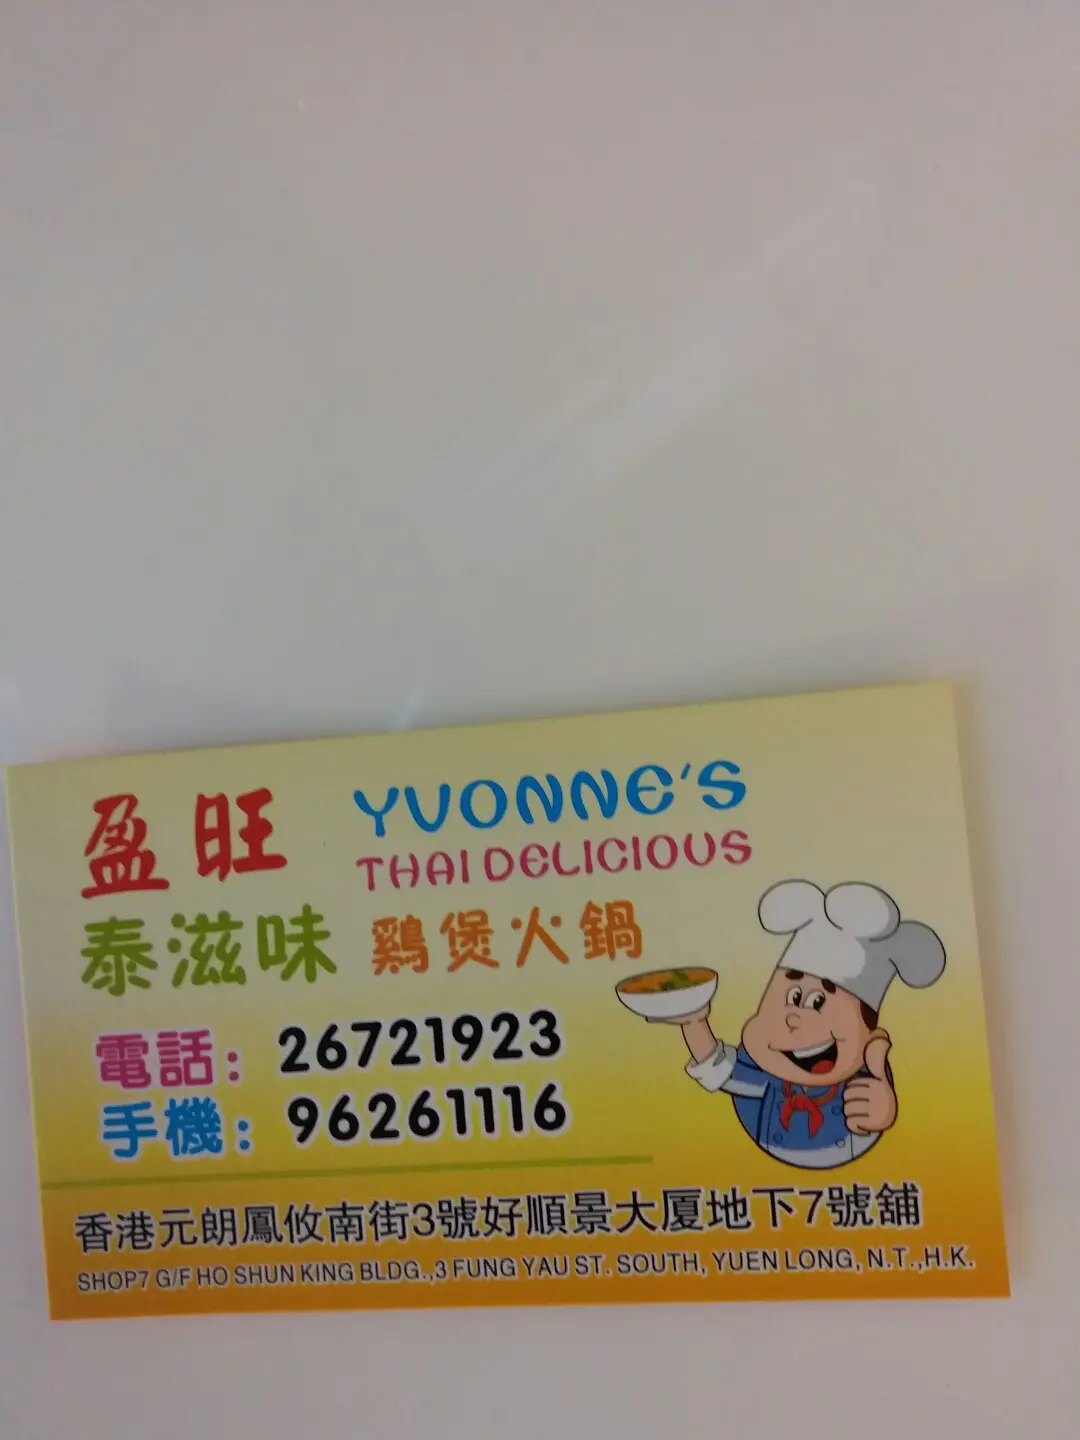 盈旺 YVONNE'S
THAI DELICIOUS
泰滋味 鷄煲火鍋
電話: 26721923
手機: 96261116
香港元朗鳳攸南街3號好順景大厦地下7號舖
SHOP7 G/F HO SHUN KING BLDG.,3 FUNG YAU ST. SOUTH, YUEN LONG, N.T.,H.K.